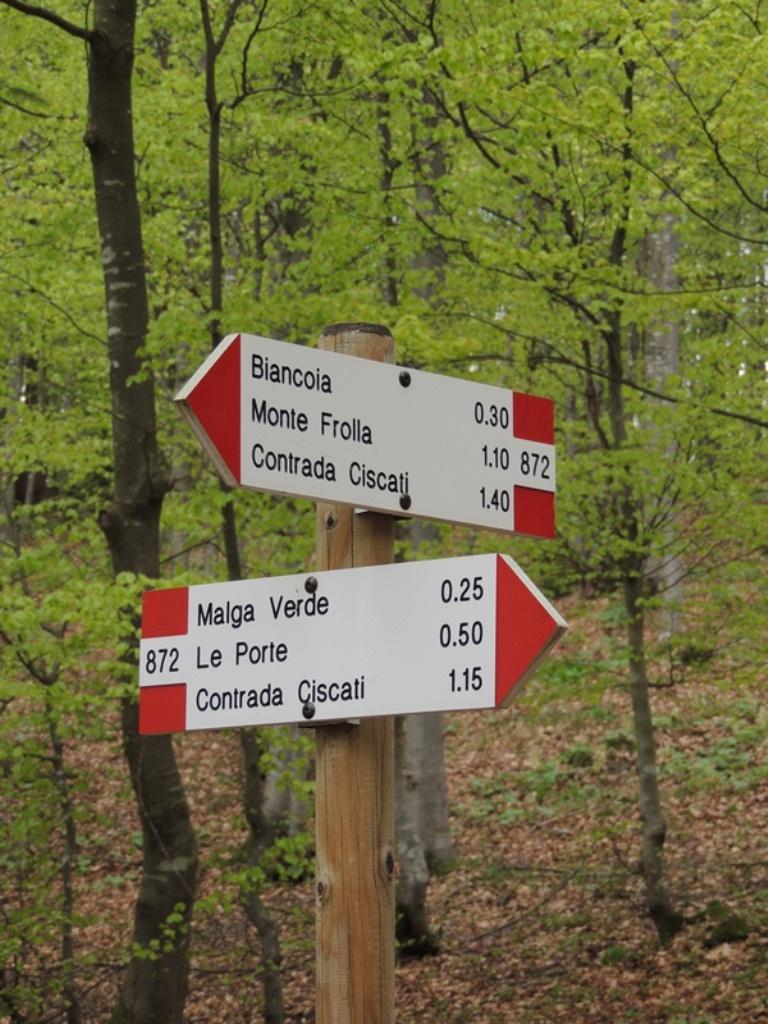 Biancoia 0.30
Monte Frolla 1.10 872
Contrada Ciscati 1.40
Malga Verde 0.25
872 Le Porte 0.50
Contrada Ciscati 1.15